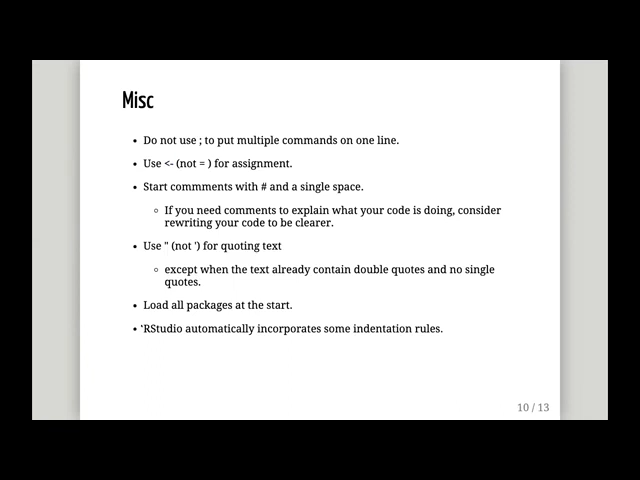 Misc
• Do not use ; to put multiple commands on one line.
• Use <- (not = ) for assignment.
• Start commments with # and a single space.
◦ If you need comments to explain what your code is doing, consider
rewriting your code to be clearer.
• Use " (not ') for quoting text
◦ except when the text already contain double quotes and no single
quotes.
• Load all packages at the start.
• `RStudio automatically incorporates some indentation rules.
10 / 13